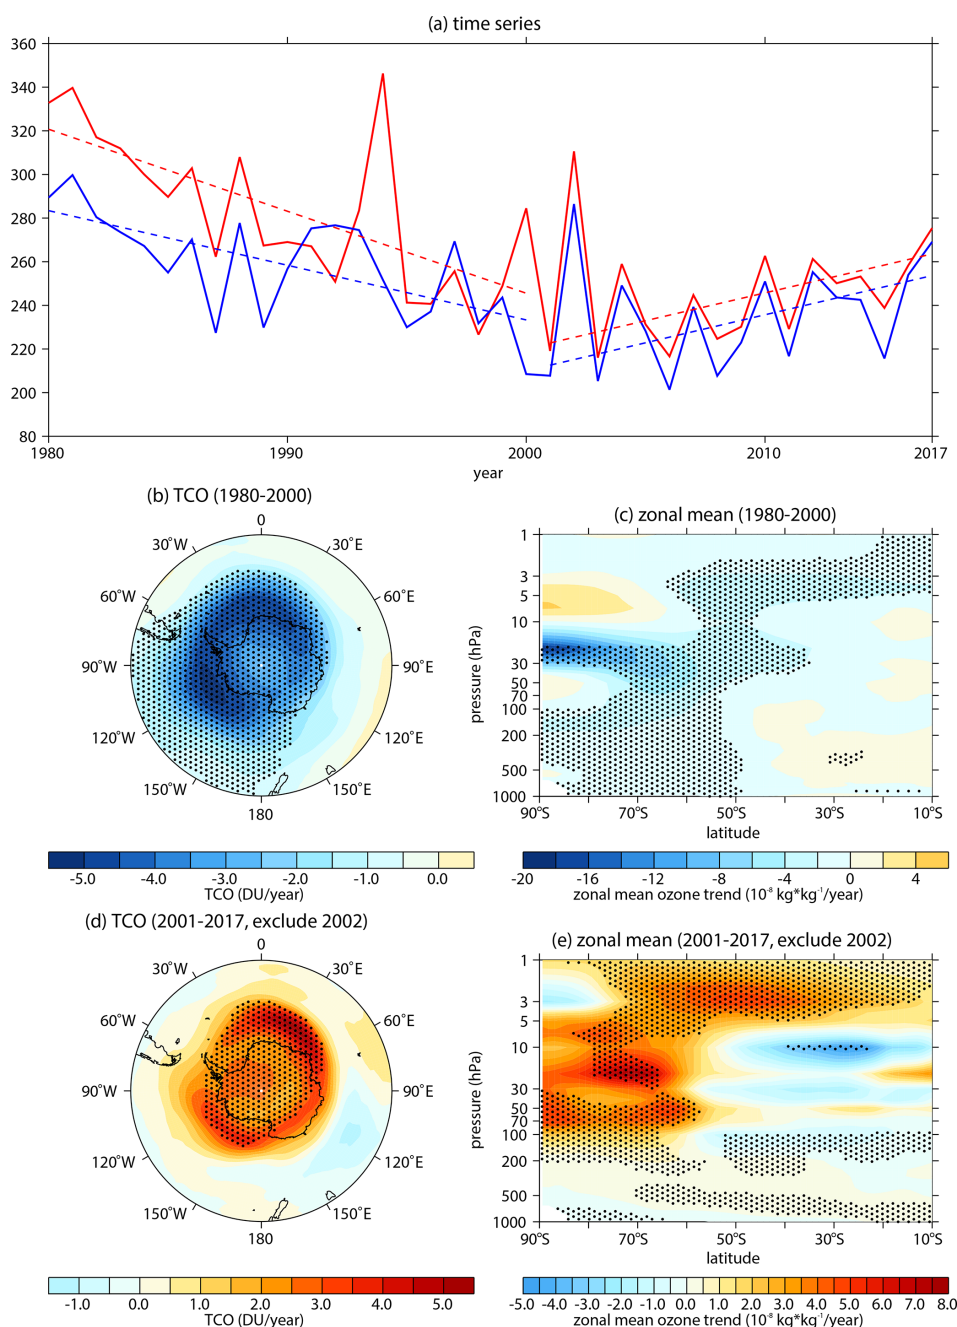 (a) time series
360
340
320
300
280
260
240
220
200
80
1980
1990
2000
2010
2017
year
(b) TCO (1980-2000)
0
30°W
30°E
60°W
60°E
90°W
90°E
120°W
120°E
150°W
150°E
180
-5.0 -4.0 -3.0 -2.0 -1.0 0.0
TCO (DU/year)
(c) zonal mean (1980-2000)
pressure (hPa)
1
3
5
10
30
50
70
100
200
500
1000
90°S 70°S 50°S 30°S 10°S
latitude
-20 -16 -12 -8 -4 0 4
zonal mean ozone trend (10⁻⁸ kg*kg⁻¹/year)
(d) TCO (2001-2017, exclude 2002)
0
30°W
30°E
60°W
60°E
90°W
90°E
120°W
120°E
150°W
150°E
180
-1.0 0.0 1.0 2.0 3.0 4.0 5.0
TCO (DU/year)
(e) zonal mean (2001-2017, exclude 2002)
pressure (hPa)
1
3
5
10
30
50
70
100
200
500
1000
90°S 70°S 50°S 30°S 10°S
latitude
-5.0 -4.0 -3.0 -2.0 -1.0 0.0 1.0 2.0 3.0 4.0 5.0 6.0 7.0 8.0
zonal mean ozone trend (10⁻⁸ kg*kg⁻¹/year)